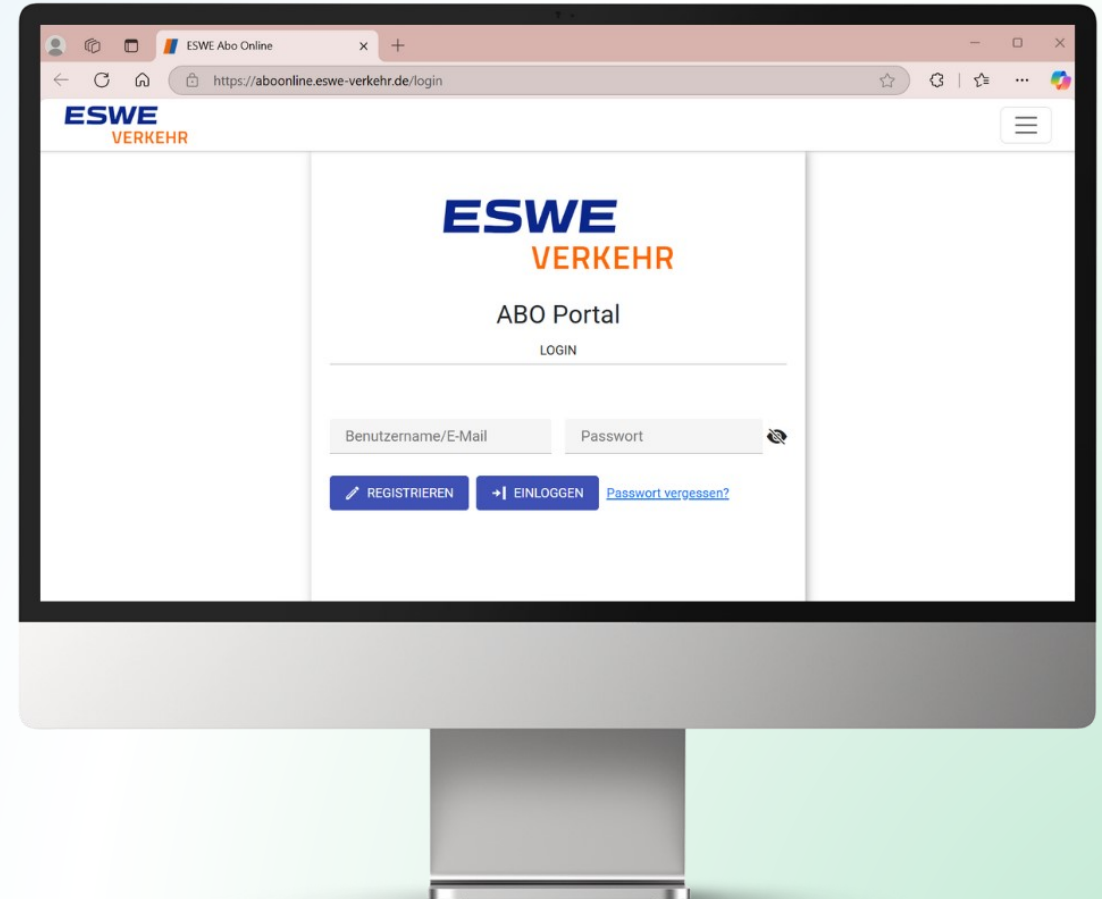 ESWE Abo Online
https://aboonline.eswe-verkehr.de/login
ESWE
VERKEHR
ESWE
VERKEHR
ABO Portal
LOGIN
Benutzername/E-Mail Passwort
REGISTRIEREN EINLOGGEN Passwort vergessen?